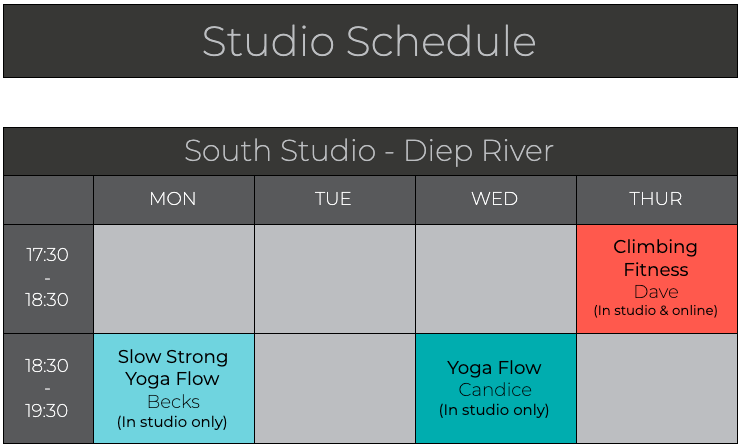 Studio Schedule
South Studio - Diep River
MON TUE WED THUR
17:30
-
18:30
Climbing
Fitness
Dave
(In studio & online)
18:30
-
19:30
Slow Strong
Yoga Flow
Becks
(In studio only)
Yoga Flow
Candice
(In studio only)